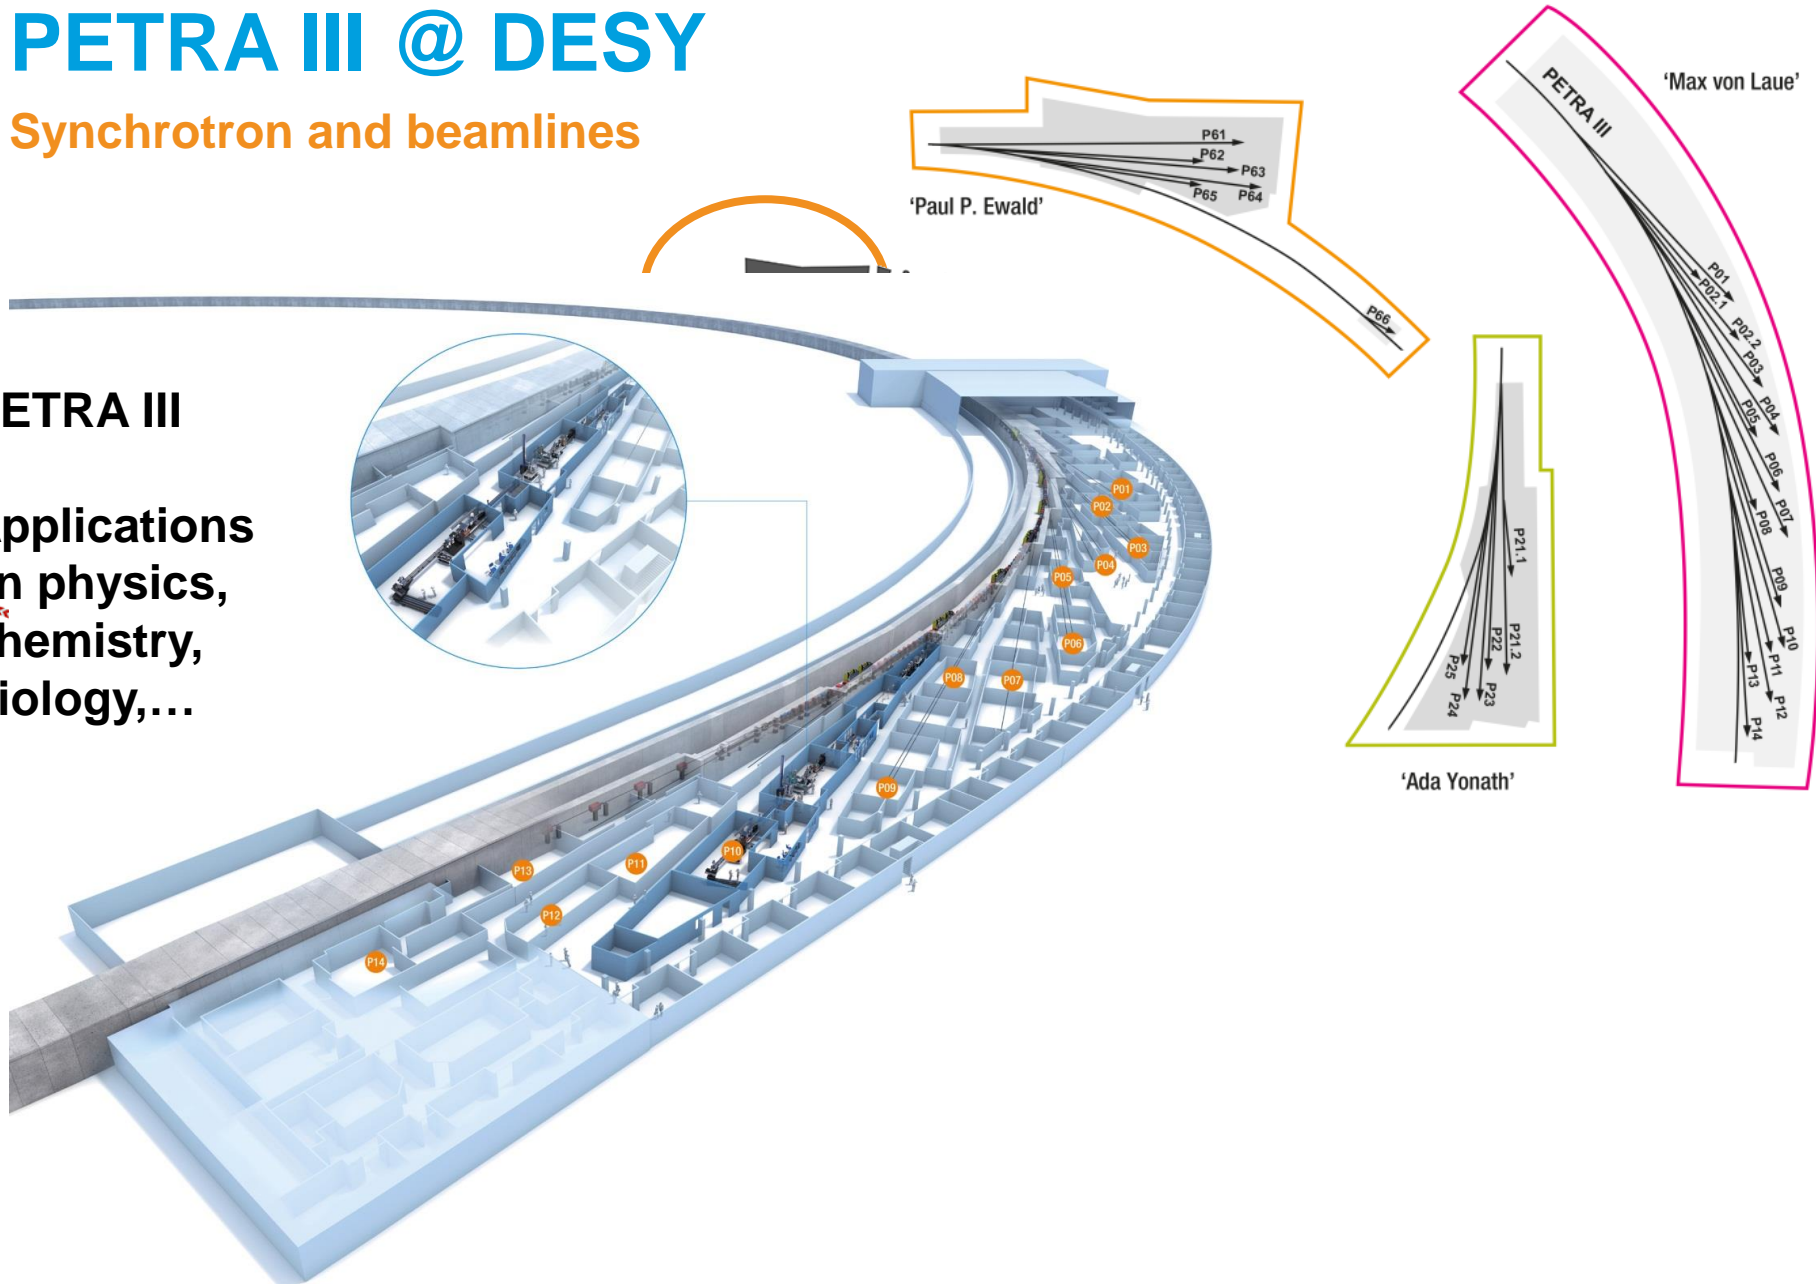 PETRA III @ DESY
Synchrotron and beamlines
'Paul P. Ewald'
P61
P62
P63
P64
P65
P66
'Max von Laue'
PETRA III
P01
P02.1
P02.2
P03
P04
P05
P06
P07
P08
P09
P10
P11
P12
P13
P14
'Ada Yonath'
P21.1
P21.2
P22
P23
P24
P25
ETRA III
pplications
n physics,
hemistry,
iology,…
P01
P02
P03
P04
P05
P06
P07
P08
P09
P10
P11
P12
P13
P14